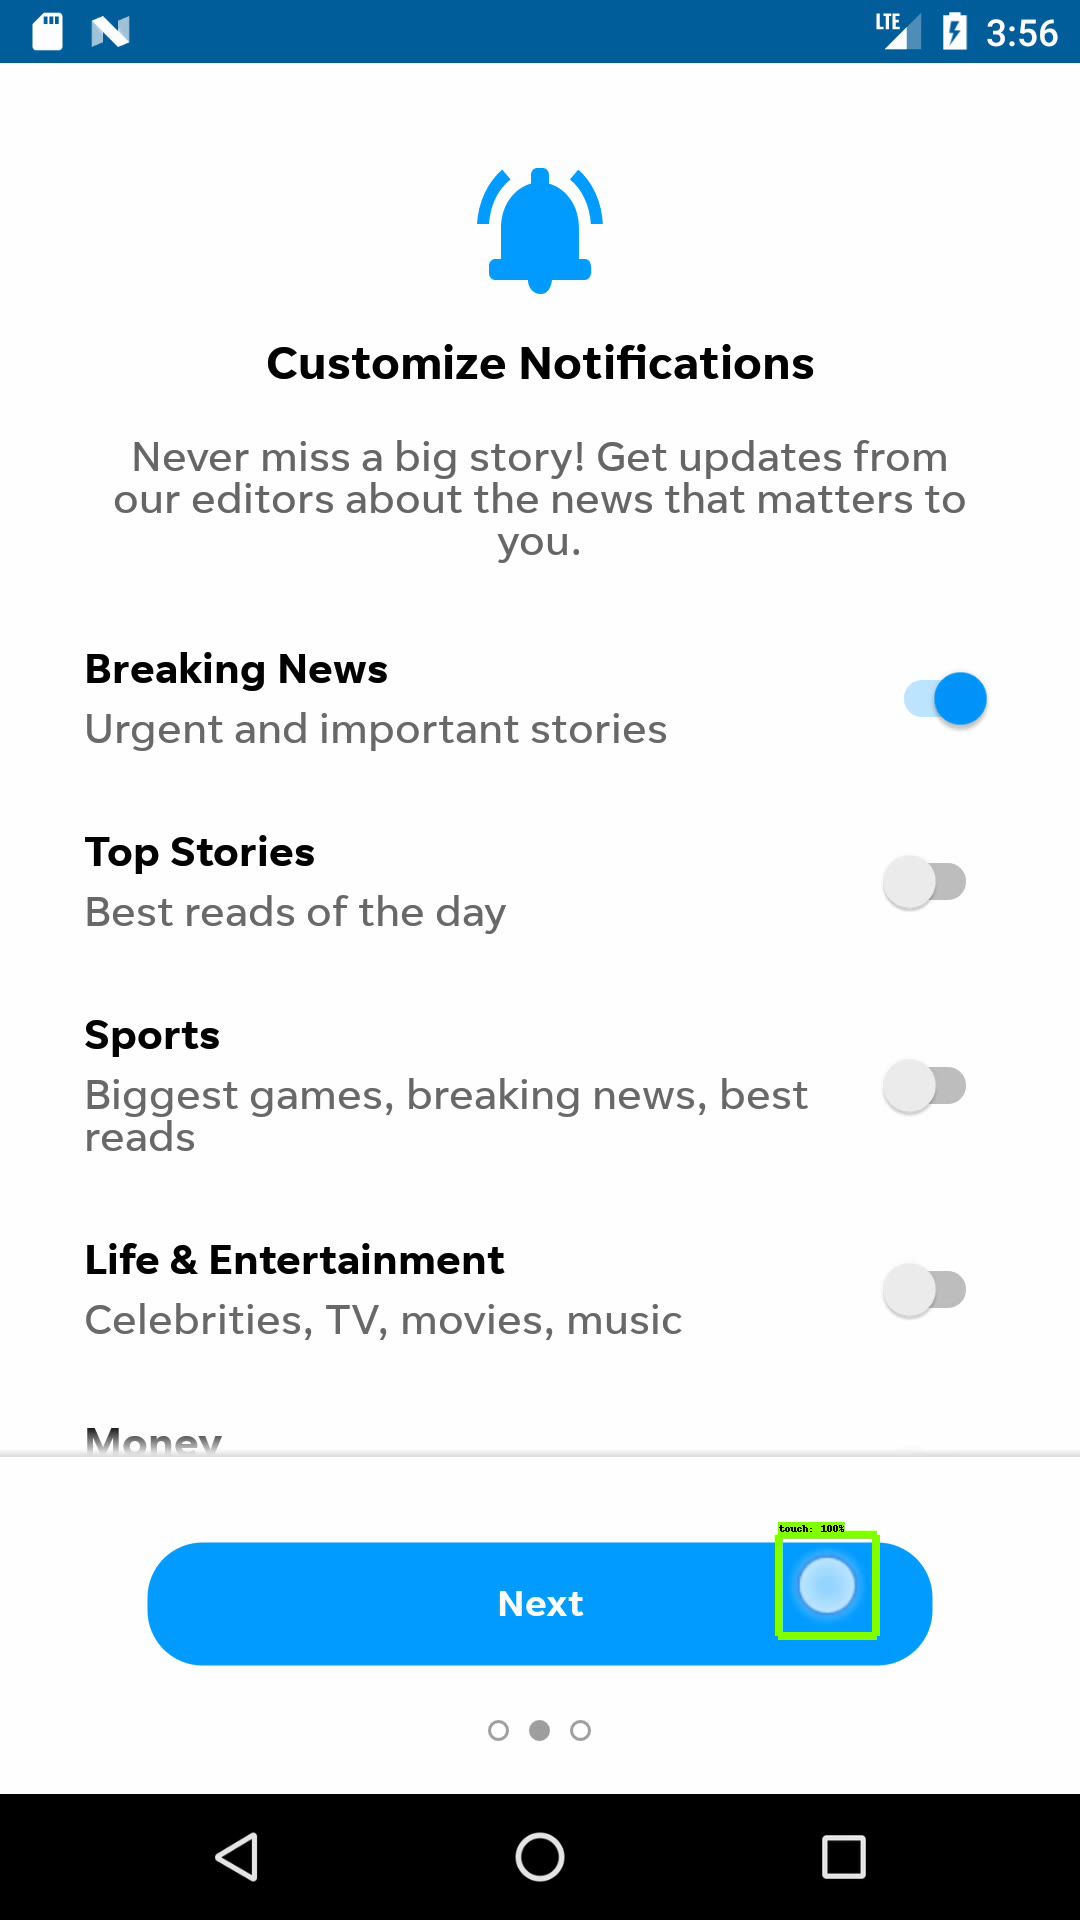 LTE 3:56
Customize Notifications
Never miss a big story! Get updates from
our editors about the news that matters to
you.
Breaking News
Urgent and important stories
Top Stories
Best reads of the day
Sports
Biggest games, breaking news, best
reads
Life & Entertainment
Celebrities, TV, movies, music
Money
touch: 100%
Next